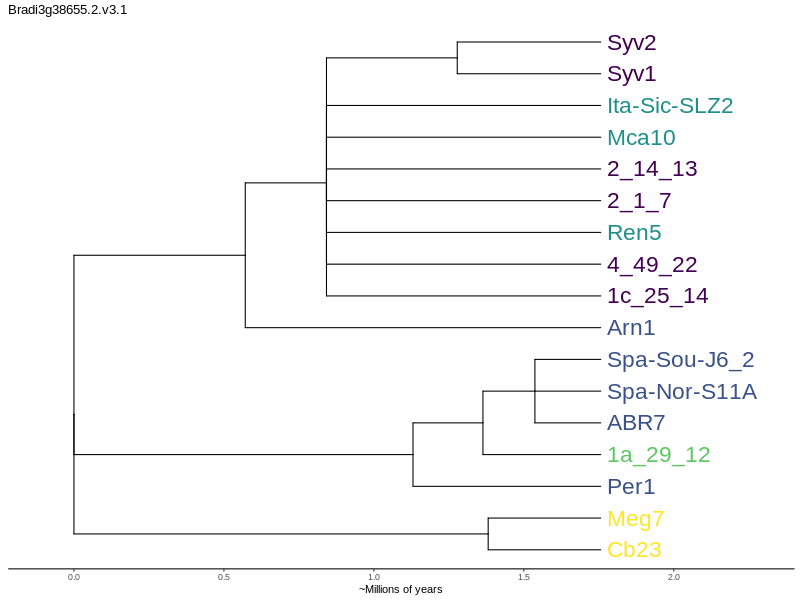 Bradi3g38655.2.v3.1
Syv2
Syv1
Ita-Sic-SLZ2
Mca10
2_14_13
2_1_7
Ren5
4_49_22
1c_25_14
Arn1
Spa-Sou-J6_2
Spa-Nor-S11A
ABR7
1a_29_12
Per1
Meg7
Cb23
0.0 0.5 1.0 1.5 2.0
~Millions of years